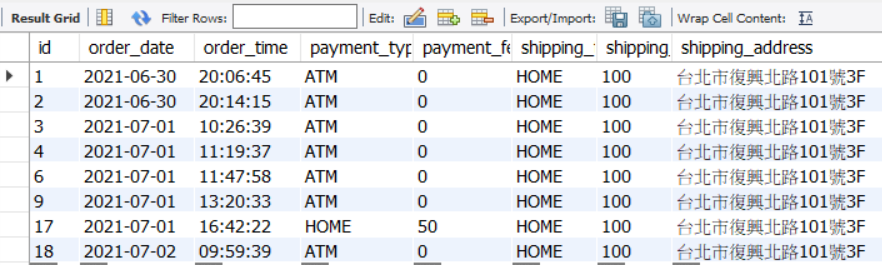 Result Grid Filter Rows: Edit: Export/Import: Wrap Cell Content: IA
id order_date order_time payment_typ payment_fe shipping_ shipping_ shipping_address
1 2021-06-30 20:06:45 ATM 0 HOME 100 台北市復興北路101號3F
2 2021-06-30 20:14:15 ATM 0 HOME 100 台北市復興北路101號3F
3 2021-07-01 10:26:39 ATM 0 HOME 100 台北市復興北路101號3F
4 2021-07-01 11:19:37 ATM 0 HOME 100 台北市復興北路101號3F
6 2021-07-01 11:47:58 ATM 0 HOME 100 台北市復興北路101號3F
9 2021-07-01 13:20:33 ATM 0 HOME 100 台北市復興北路101號3F
17 2021-07-01 16:42:22 HOME 50 HOME 100 台北市復興北路101號3F
18 2021-07-02 09:59:39 ATM 0 HOME 100 台北市復興北路101號3F